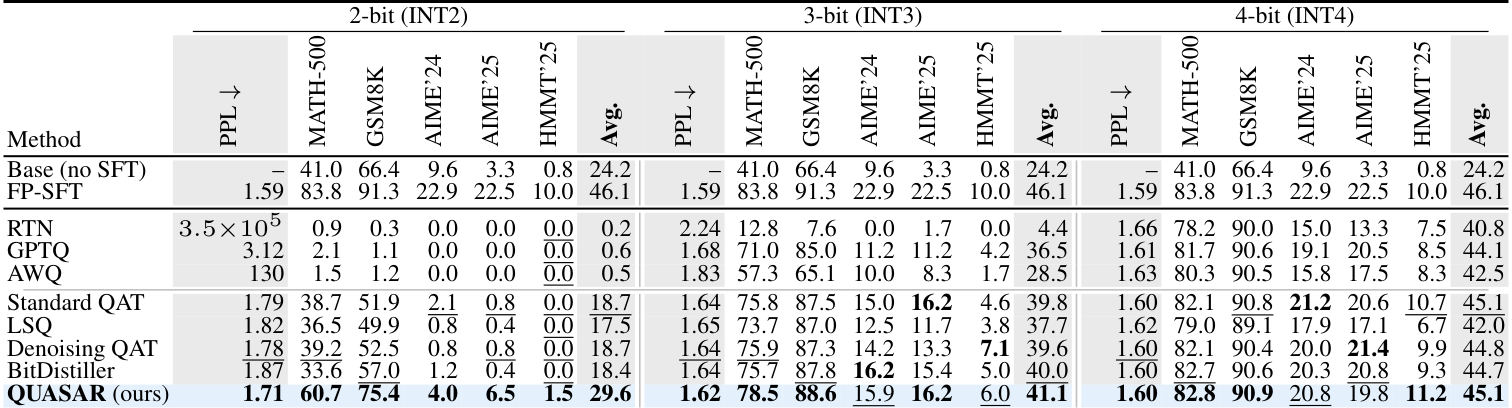 2-bit (INT2) 3-bit (INT3) 4-bit (INT4)
Method PPL ↓ MATH-500 GSM8K AIME'24 AIME'25 HMMT'25 Avg. PPL ↓ MATH-500 GSM8K AIME'24 AIME'25 HMMT'25 Avg. PPL ↓ MATH-500 GSM8K AIME'24 AIME'25 HMMT'25 Avg.
Base (no SFT) – 41.0 66.4 9.6 3.3 0.8 24.2 – 41.0 66.4 9.6 3.3 0.8 24.2 – 41.0 66.4 9.6 3.3 0.8 24.2
FP-SFT 1.59 83.8 91.3 22.9 22.5 10.0 46.1 1.59 83.8 91.3 22.9 22.5 10.0 46.1 1.59 83.8 91.3 22.9 22.5 10.0 46.1
RTN 3.5×10⁵ 0.9 0.3 0.0 0.0 0.0 0.2 2.24 12.8 7.6 0.0 1.7 0.0 4.4 1.66 78.2 90.0 15.0 13.3 7.5 40.8
GPTQ 3.12 2.1 1.1 0.0 0.0 0.0 0.6 1.68 71.0 85.0 11.2 11.2 4.2 36.5 1.61 81.7 90.6 19.1 20.5 8.5 44.1
AWQ 130 1.5 1.2 0.0 0.0 0.0 0.5 1.83 57.3 65.1 10.0 8.3 1.7 28.5 1.63 80.3 90.5 15.8 17.5 8.3 42.5
Standard QAT 1.79 38.7 51.9 2.1 0.8 0.0 18.7 1.64 75.8 87.5 15.0 16.2 4.6 39.8 1.60 82.1 90.8 21.2 20.6 10.7 45.1
LSQ 1.82 36.5 49.9 0.8 0.4 0.0 17.5 1.65 73.7 87.0 12.5 11.7 3.8 37.7 1.62 79.0 89.1 17.9 17.1 6.7 42.0
Denoising QAT 1.78 39.2 52.5 0.8 0.8 0.0 18.7 1.64 75.9 87.3 14.2 13.3 7.1 39.6 1.60 82.1 90.4 20.0 21.4 9.9 44.8
BitDistiller 1.87 33.6 57.0 1.2 0.4 0.0 18.4 1.64 75.7 87.8 16.2 15.4 5.0 40.0 1.60 82.7 90.6 20.3 20.8 9.3 44.7
QUASAR (ours) 1.71 60.7 75.4 4.0 6.5 1.5 29.6 1.62 78.5 88.6 15.9 16.2 6.0 41.1 1.60 82.8 90.9 20.8 19.8 11.2 45.1